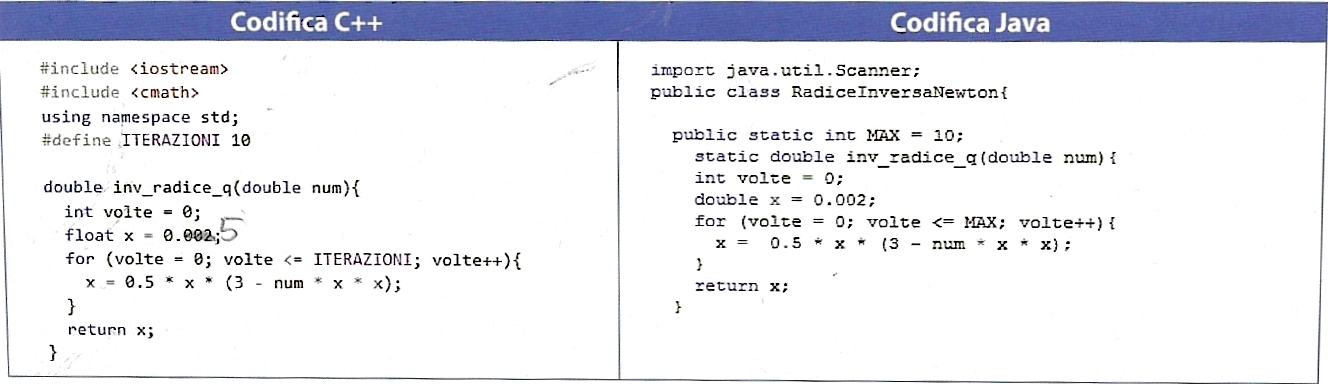 Codifica C++
#include <iostream>
#include <cmath>
using namespace std;
#define ITERAZIONI 10
double inv_radice_q(double num){
int volte = 0;
float x = 0.002;5
for (volte = 0; volte <= ITERAZIONI; volte++){
x = 0.5 * x * (3 - num * x * x);
}
return x;
}
Codifica Java
import java.util.Scanner;
public class RadiceInversaNewton{
public static int MAX = 10;
static double inv_radice_q(double num){
int volte = 0;
double x = 0.002;
for (volte = 0; volte <= MAX; volte++){
x = 0.5 * x * (3 - num * x * x);
}
return x;
}